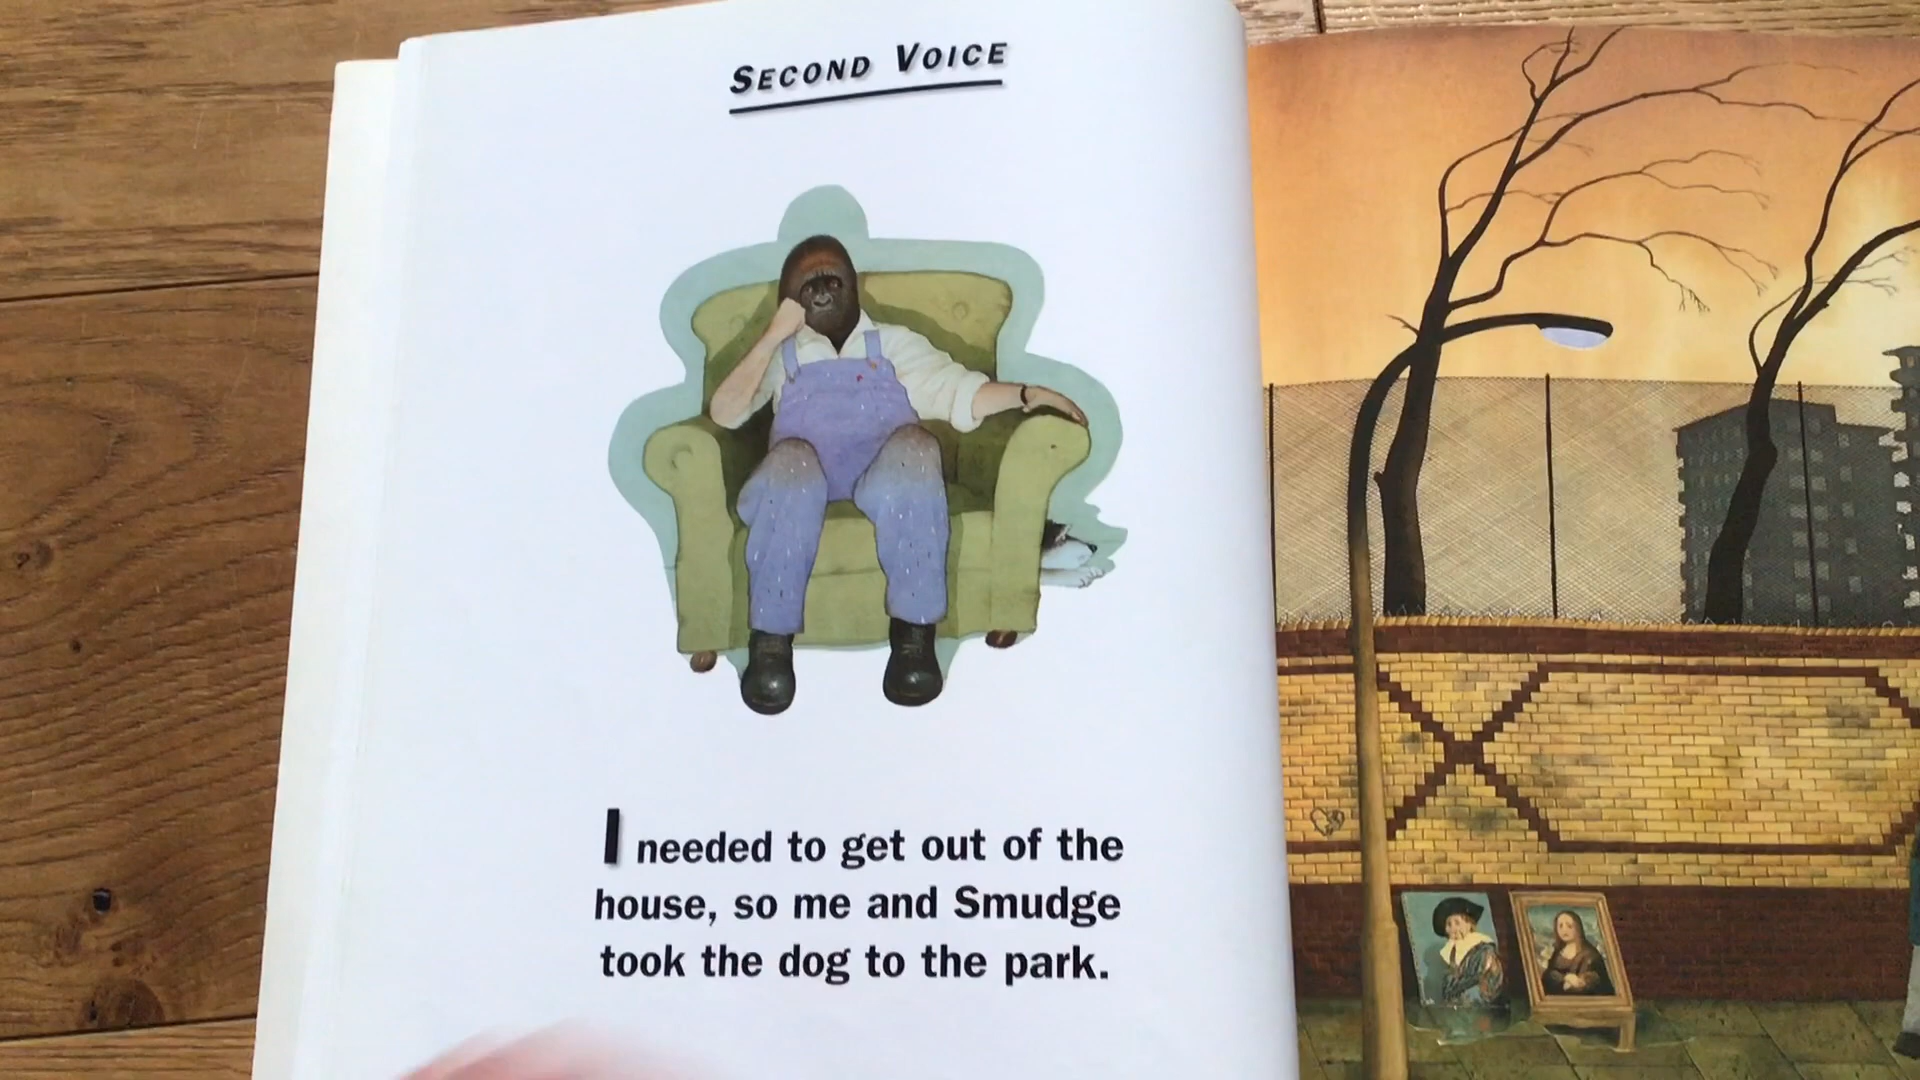 SECOND VOICE
I needed to get out of the
house, so me and Smudge
took the dog to the park.